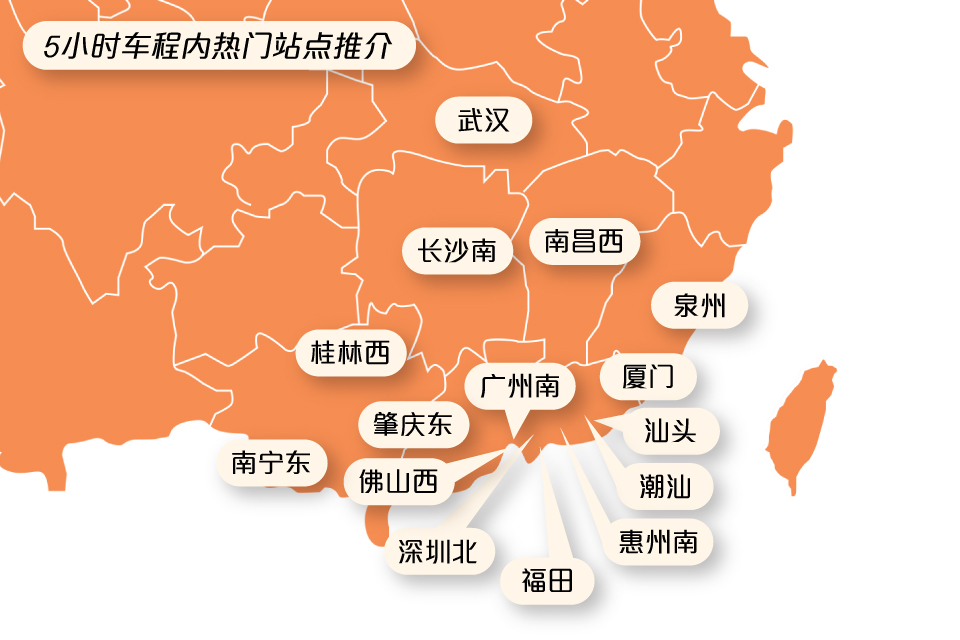 5小时车程内热门站点推介
武汉
长沙南
南昌西
泉州
桂林西
广州南
厦门
肇庆东
汕头
南宁东
佛山西
潮汕
深圳北
惠州南
福田